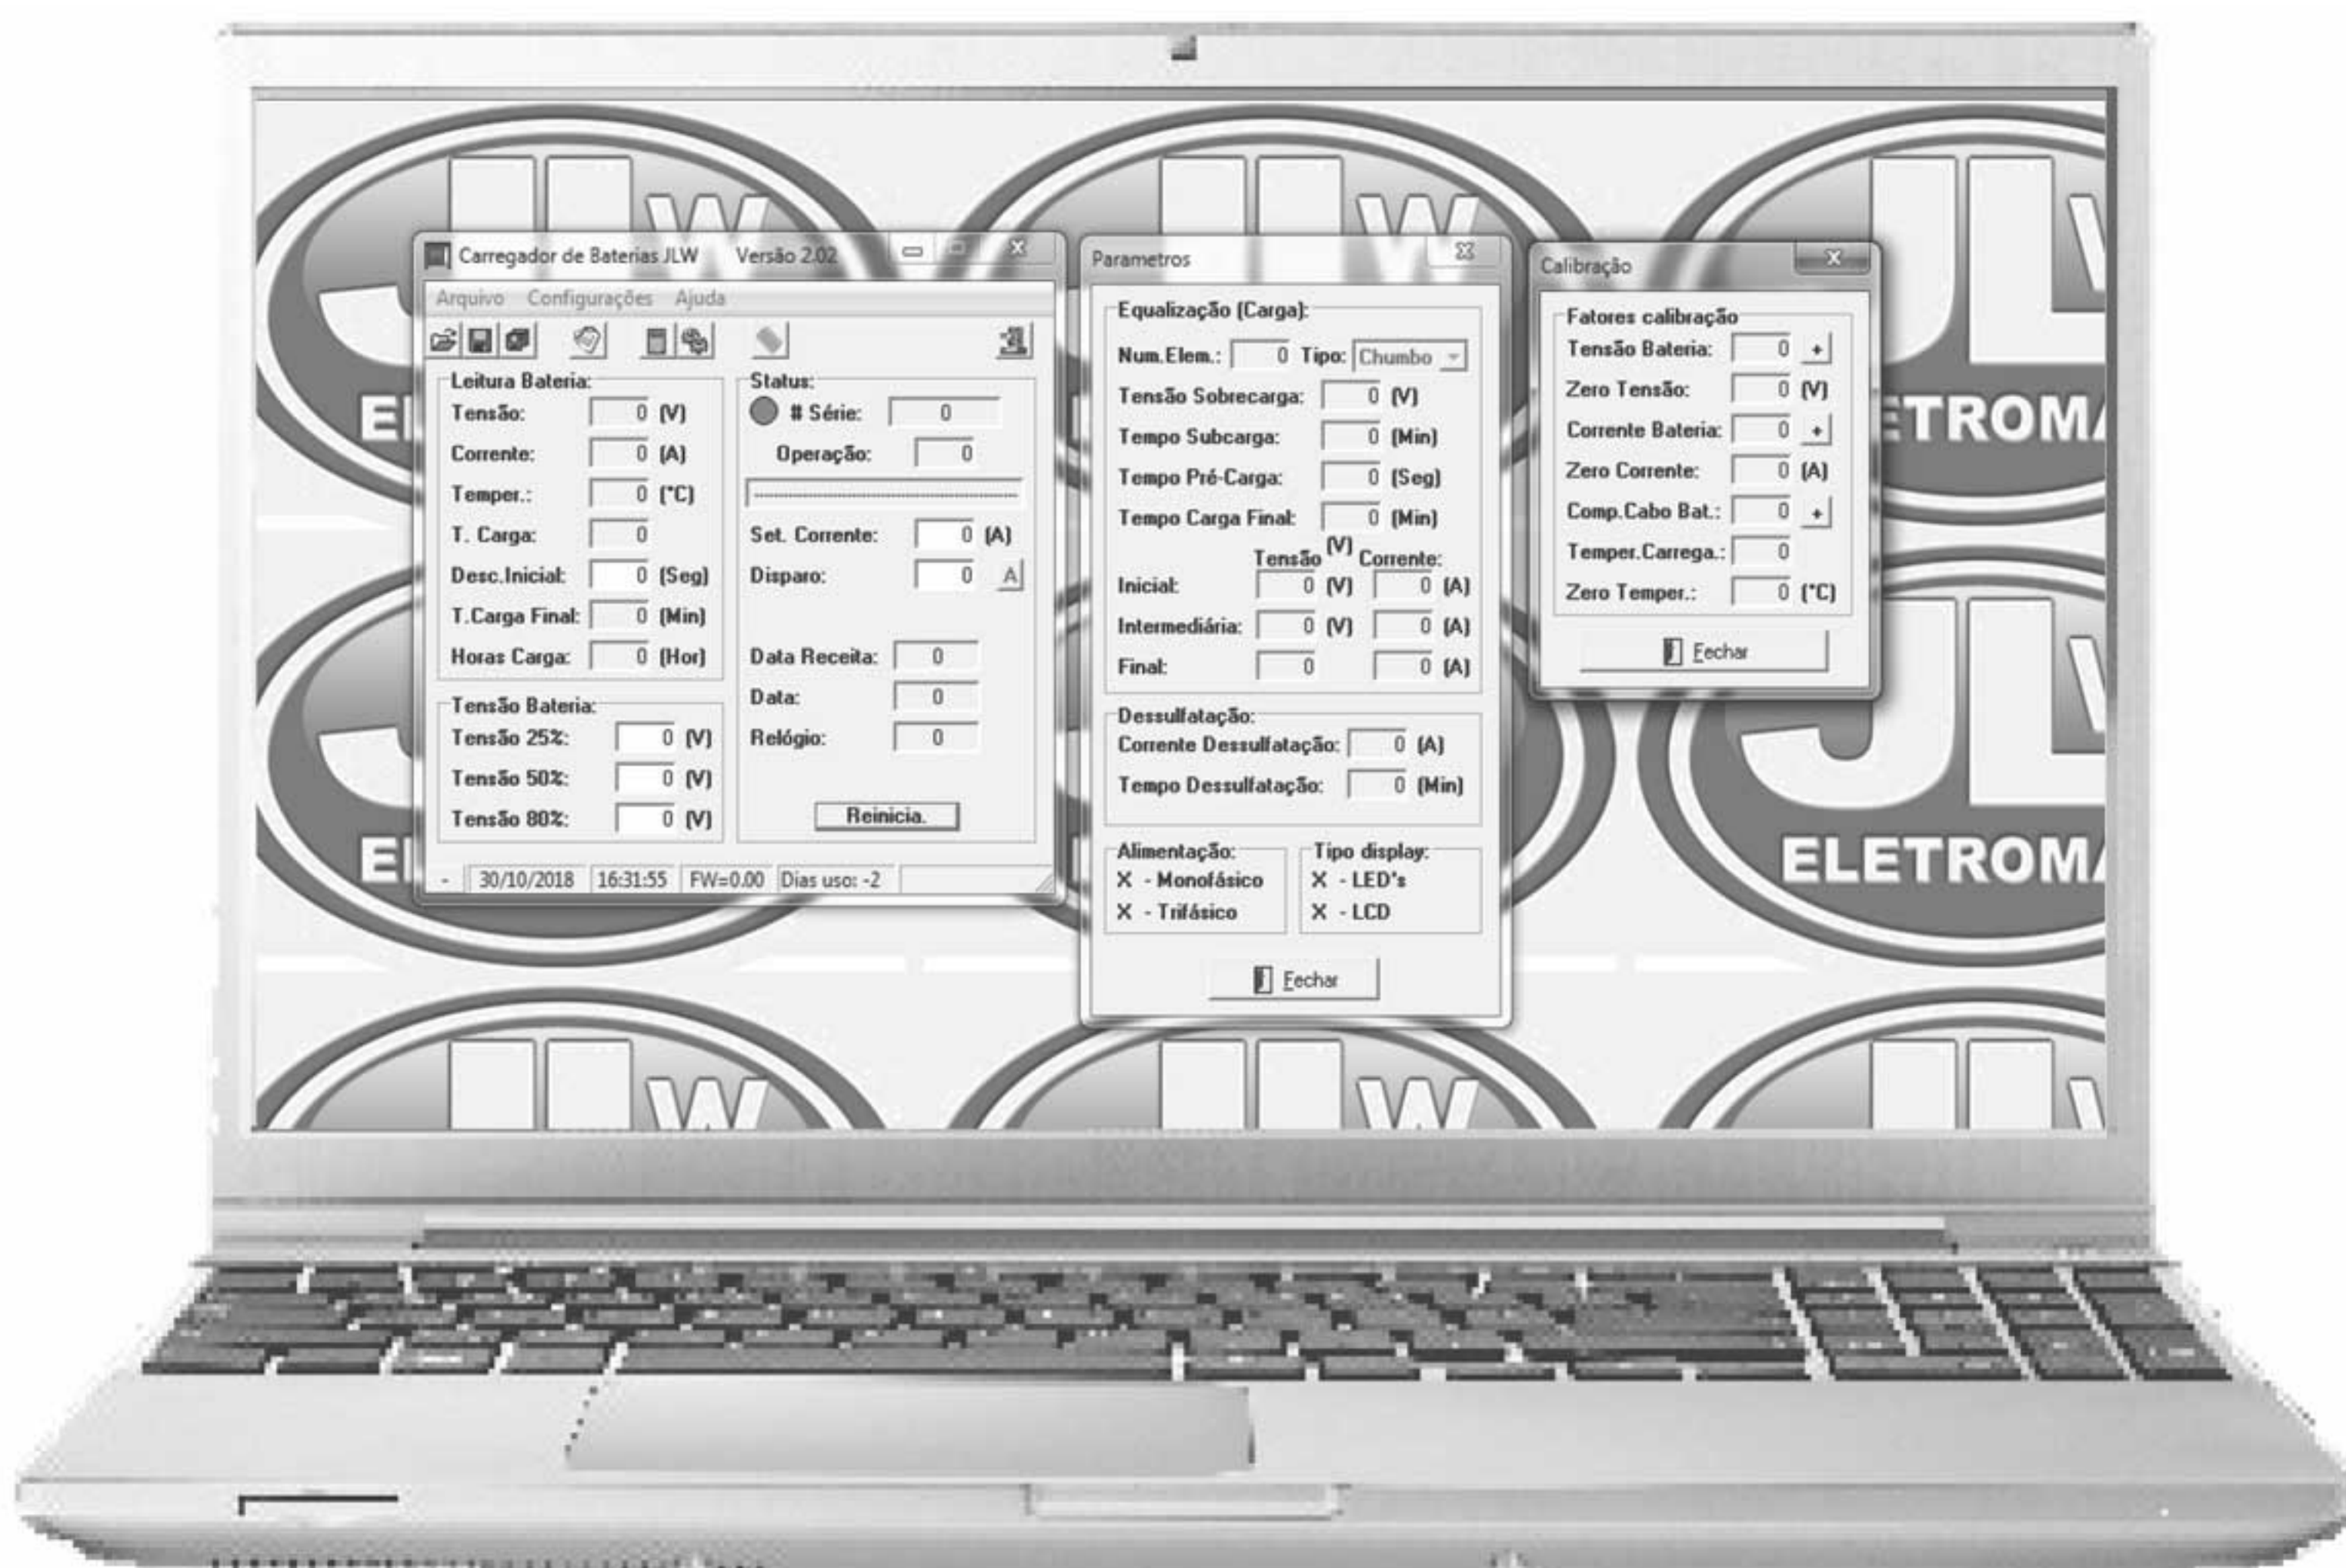 Carregador de Baterias JLW Versão 2.02
Arquivo Configurações Ajuda
Leitura Bateria:
Tensão: 0 (V)
Corrente: 0 (A)
Temper.: 0 (°C)
T. Carga: 0
Desc.Inicial: 0 (Seg)
T.Carga Final: 0 (Min)
Horas Carga: 0 (Hor)
Tensão Bateria:
Tensão 25%: 0 (V)
Tensão 50%: 0 (V)
Tensão 80%: 0 (V)
Status:
# Série: 0
Operação: 0
Set. Corrente: 0 (A)
Disparo: 0 A
Data Receita: 0
Data: 0
Relógio: 0
Reinicia.
- 30/10/2018 16:31:55 FW=0.00 Dias uso: -2
Parametros
Equalização (Carga):
Num.Elem.: 0 Tipo: Chumbo
Tensão Sobrecarga: 0 (V)
Tempo Subcarga: 0 (Min)
Tempo Pré-Carga: 0 (Seg)
Tempo Carga Final: 0 (Min)
Tensão (V) Corrente:
Inicial: 0 (V) 0 (A)
Intermediária: 0 (V) 0 (A)
Final: 0 0 (A)
Dessulfatação:
Corrente Dessulfatação: 0 (A)
Tempo Dessulfatação: 0 (Min)
Alimentação:
X - Monofásico
X - Trifásico
Tipo display:
X - LED's
X - LCD
Fechar
Calibração
Fatores calibração
Tensão Bateria: 0 +
Zero Tensão: 0 (V)
Corrente Bateria: 0 +
Zero Corrente: 0 (A)
Comp.Cabo Bat.: 0 +
Temper.Carrega.: 0
Zero Temper.: 0 (°C)
Fechar
JLW
ELETROMA